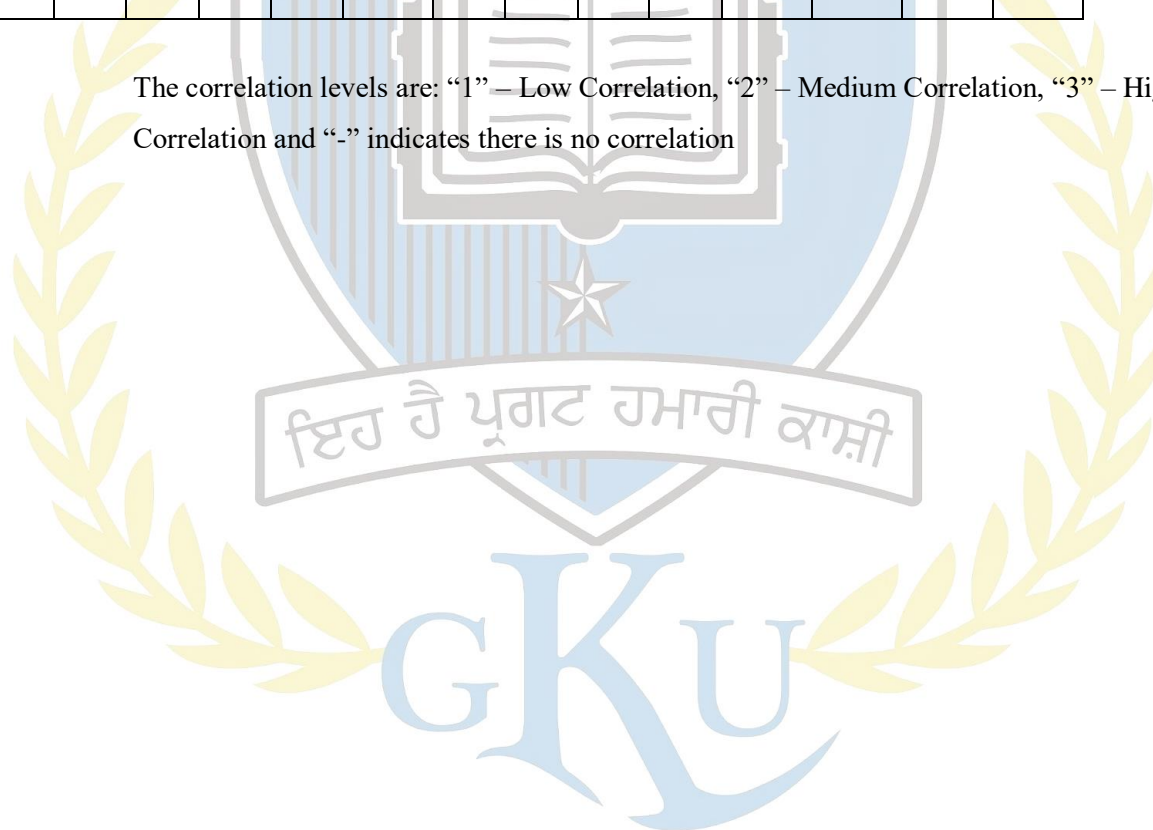 The correlation levels are: “1” – Low Correlation, “2” – Medium Correlation, “3” –
Correlation and “-” indicates there is no correlation
ਇਹ ਹੈ ਪ੍ਰਗਟ ਹਮਾਰੀ ਕਾਸ਼ੀ
GKU